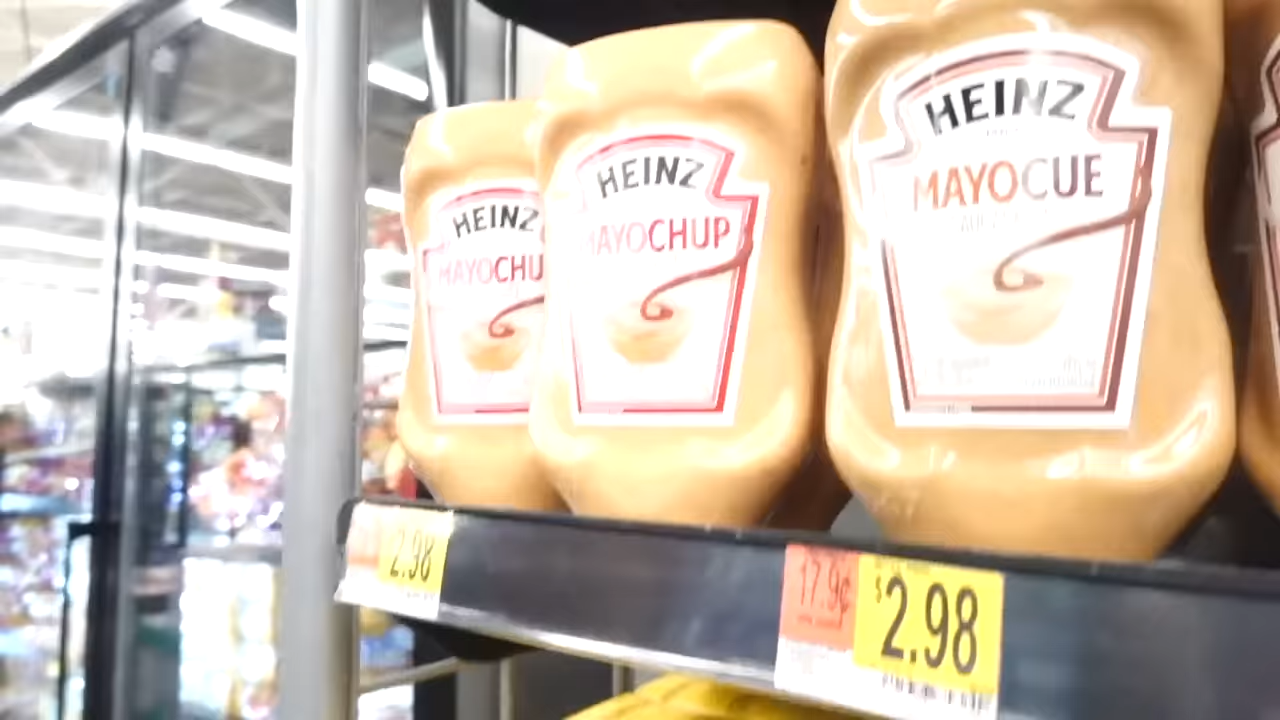 HEINZ
MAYOCHU
HEINZ
MAYOCHUP
HEINZ
MAYOCUE
2.98
17.9¢
$2.98